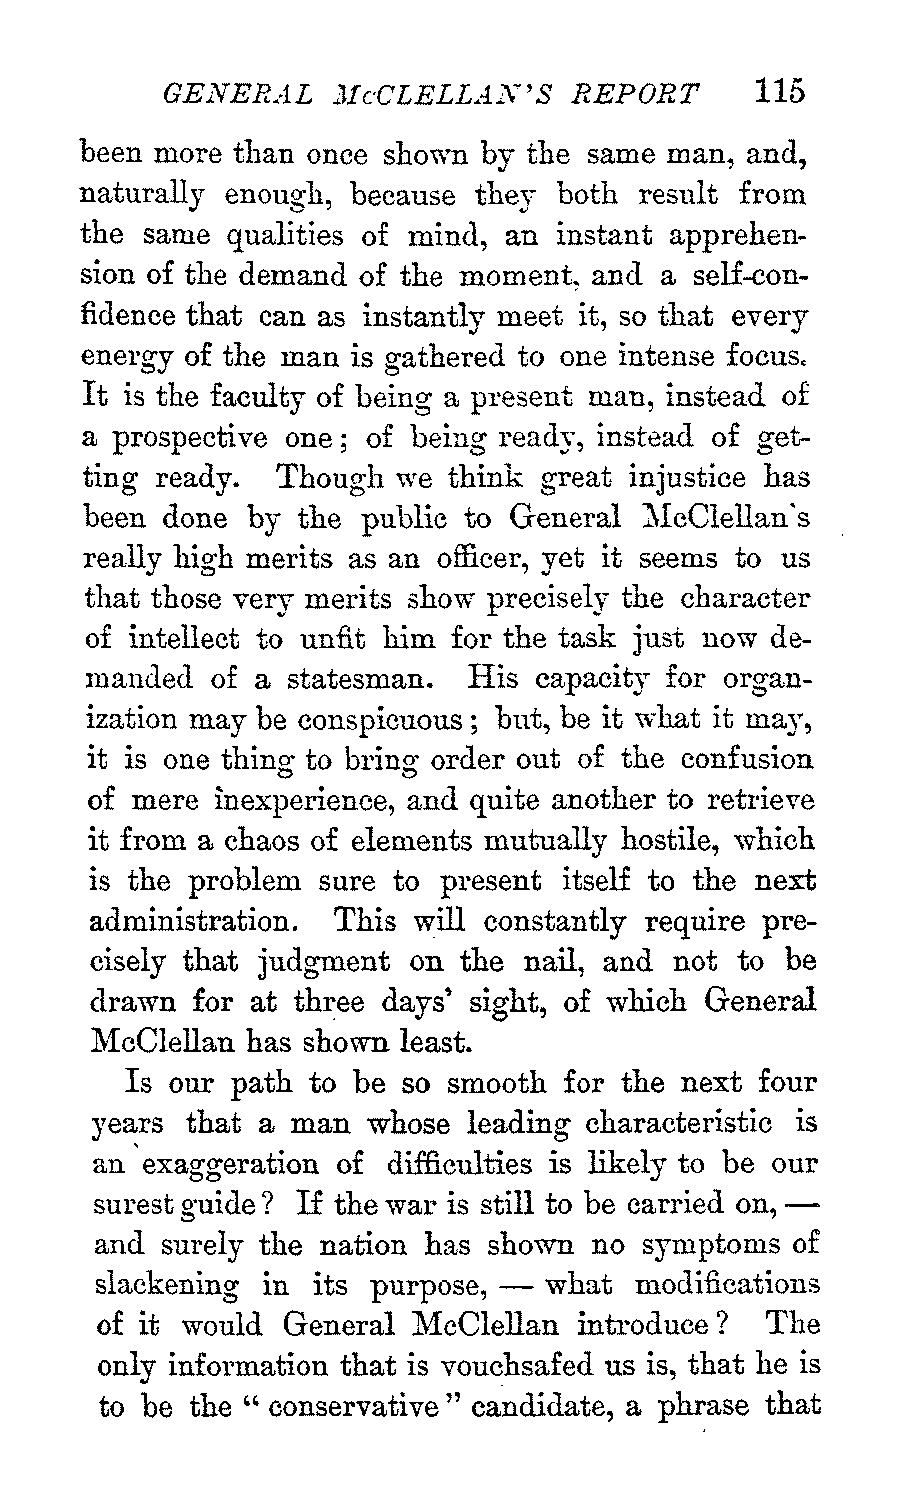 GENERAL McCLELLAN'S REPORT 115
been more than once shown by the same man, and,
naturally enough, because they both result from
the same qualities of mind, an instant apprehen-
sion of the demand of the moment, and a self-con-
fidence that can as instantly meet it, so that every
energy of the man is gathered to one intense focus.
It is the faculty of being a present man, instead of
a prospective one; of being ready, instead of get-
ting ready. Though we think great injustice has
been done by the public to General McClellan's
really high merits as an officer, yet it seems to us
that those very merits show precisely the character
of intellect to unfit him for the task just now de-
manded of a statesman. His capacity for organ-
ization may be conspicuous; but, be it what it may,
it is one thing to bring order out of the confusion
of mere inexperience, and quite another to retrieve
it from a chaos of elements mutually hostile, which
is the problem sure to present itself to the next
administration. This will constantly require pre-
cisely that judgment on the nail, and not to be
drawn for at three days' sight, of which General
McClellan has shown least.
Is our path to be so smooth for the next four
years that a man whose leading characteristic is
an exaggeration of difficulties is likely to be our
surest guide? If the war is still to be carried on, —
and surely the nation has shown no symptoms of
slackening in its purpose, — what modifications
of it would General McClellan introduce? The
only information that is vouchsafed us is, that he is
to be the "conservative" candidate, a phrase that